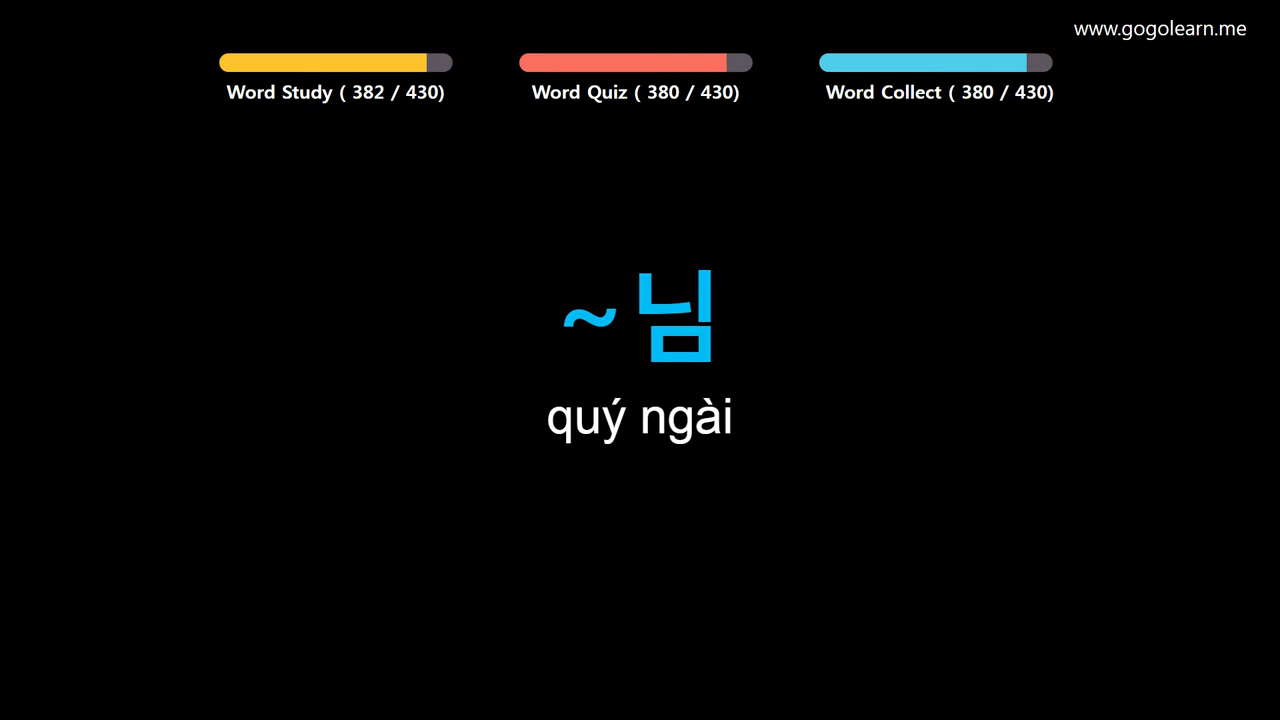 www.gogolearn.me
Word Study ( 382 / 430)
Word Quiz ( 380 / 430)
Word Collect ( 380 / 430)
~님
quý ngài